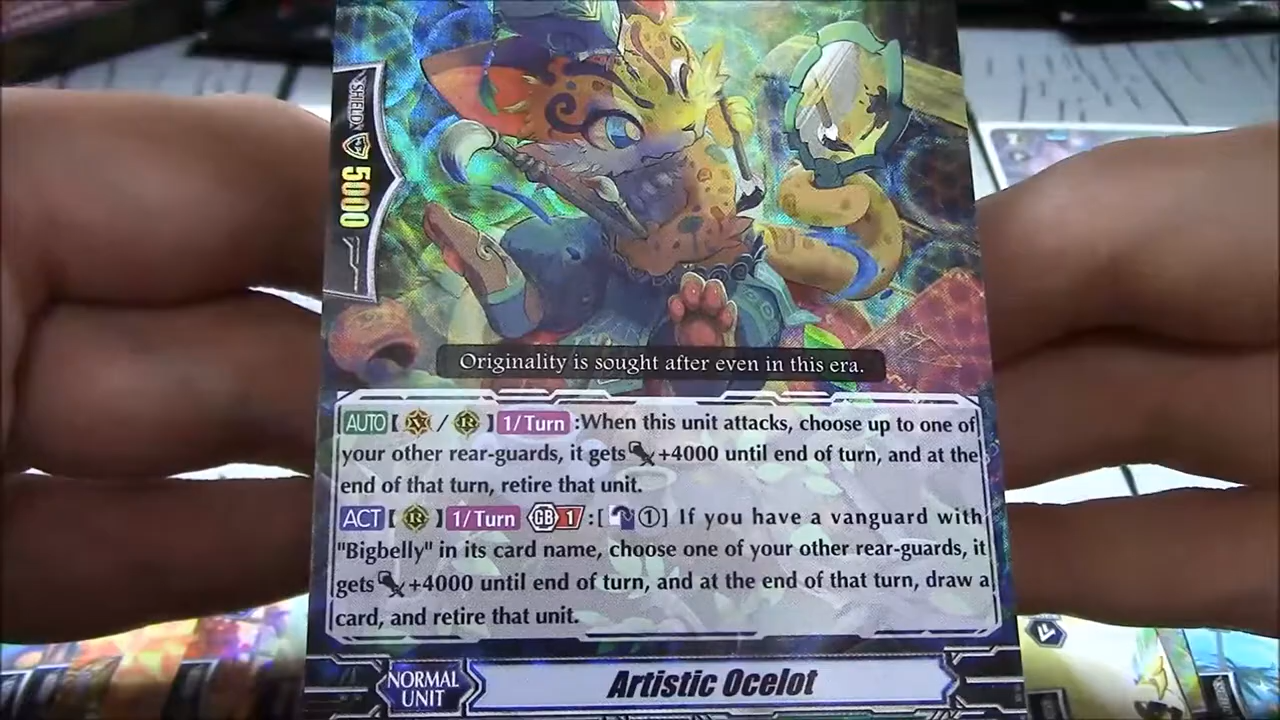 SHIELD
5000
Originality is sought after even in this era.
AUTO [ V / R ] 1/Turn :When this unit attacks, choose up to one of
your other rear-guards, it gets +4000 until end of turn, and at the
end of that turn, retire that unit.
ACT [ R ] 1/Turn GB 1 :[ ① ] If you have a vanguard with
"Bigbelly" in its card name, choose one of your other rear-guards, it
gets +4000 until end of turn, and at the end of that turn, draw a
card, and retire that unit.
NORMAL
UNIT
Artistic Ocelot